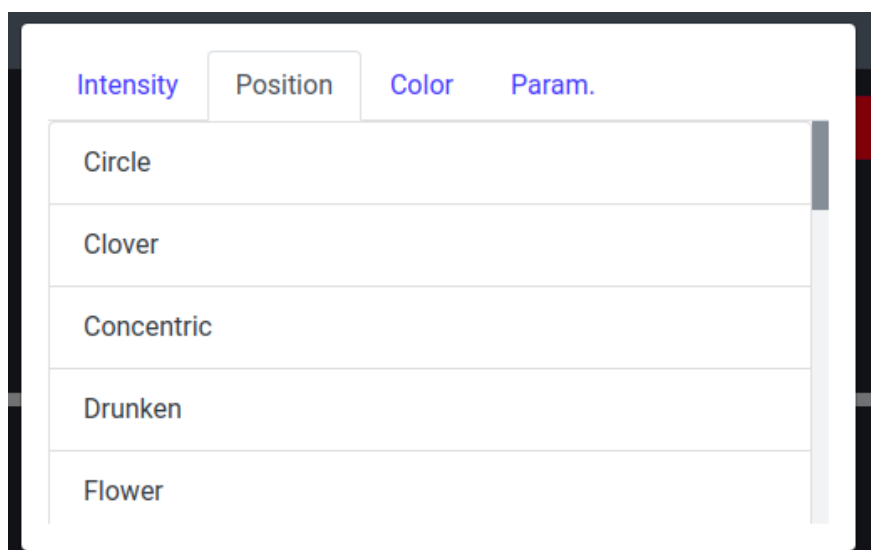 Intensity Position Color Param.
Circle
Clover
Concentric
Drunken
Flower